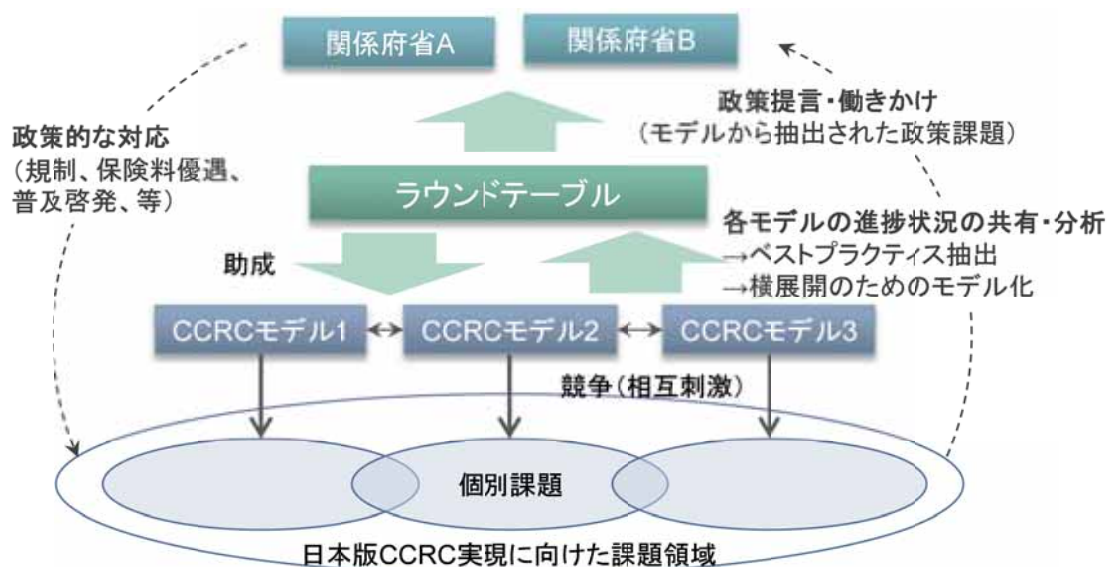 関係府省A
関係府省B
政策提言・働きかけ
（モデルから抽出された政策課題）
政策的な対応
（規制、保険料優遇、
普及啓発、等）
ラウンドテーブル
各モデルの進捗状況の共有・分析
→ベストプラクティス抽出
→横展開のためのモデル化
助成
CCRCモデル1
CCRCモデル2
CCRCモデル3
競争（相互刺激）
個別課題
日本版CCRC実現に向けた課題領域